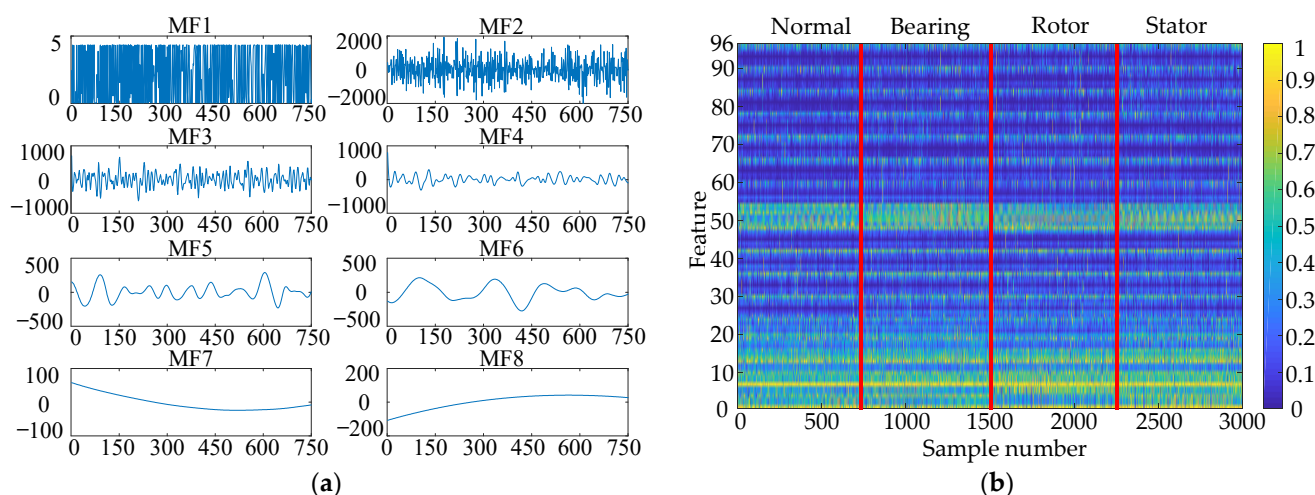 MF1
5
0
0 150 300 450 600 750
MF2
2000
0
−2000
0 150 300 450 600 750
MF3
1000
0
−1000
0 150 300 450 600 750
MF4
1000
0
−1000
0 150 300 450 600 750
MF5
500
0
−500
0 150 300 450 600 750
MF6
500
0
−500
0 150 300 450 600 750
MF7
100
0
−100
0 150 300 450 600 750
MF8
200
0
−200
0 150 300 450 600 750
(a)
Normal Bearing Rotor Stator
Feature
96
90
80
70
60
50
40
30
20
10
0
0 500 1000 1500 2000 2500 3000
Sample number
1
0.9
0.8
0.7
0.6
0.5
0.4
0.3
0.2
0.1
0
(b)